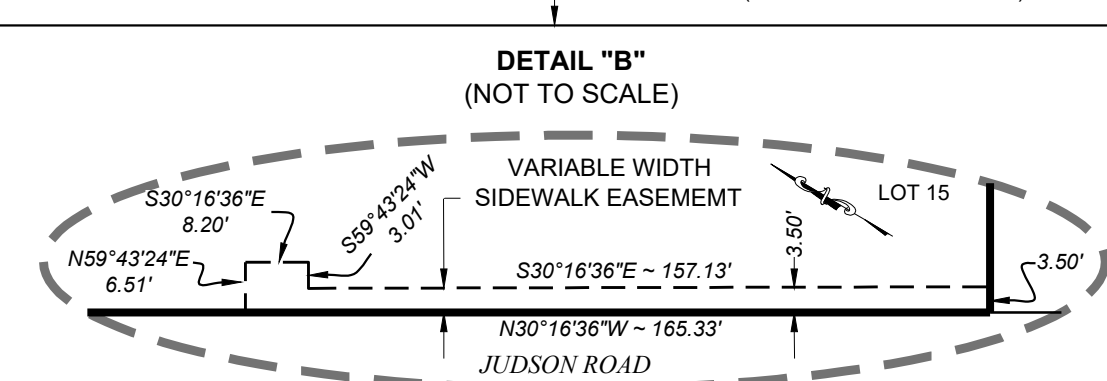 DETAIL "B"
(NOT TO SCALE)
VARIABLE WIDTH
SIDEWALK EASEMEMT
LOT 15
S30°16'36"E
8.20'
S59°43'24"W
3.01'
N59°43'24"E
6.51'
3.50'
S30°16'36"E ~ 157.13'
3.50'
N30°16'36"W ~ 165.33'
JUDSON ROAD